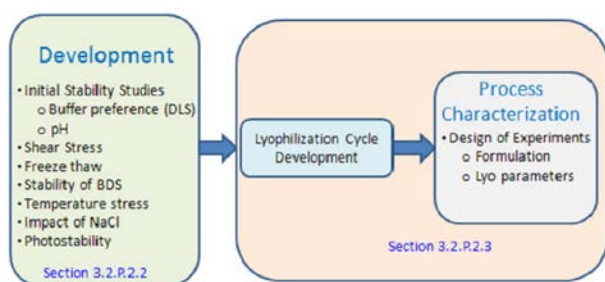 Development
• Initial Stability Studies
o Buffer preference (DLS)
o pH
• Shear Stress
• Freeze thaw
• Stability of BDS
• Temperature stress
• Impact of NaCl
• Photostability
Section 3.2.P.2.2
Lyophilization Cycle
Development
Process
Characterization
• Design of Experiments
o Formulation
o Lyo parameters
Section 3.2.P.2.3